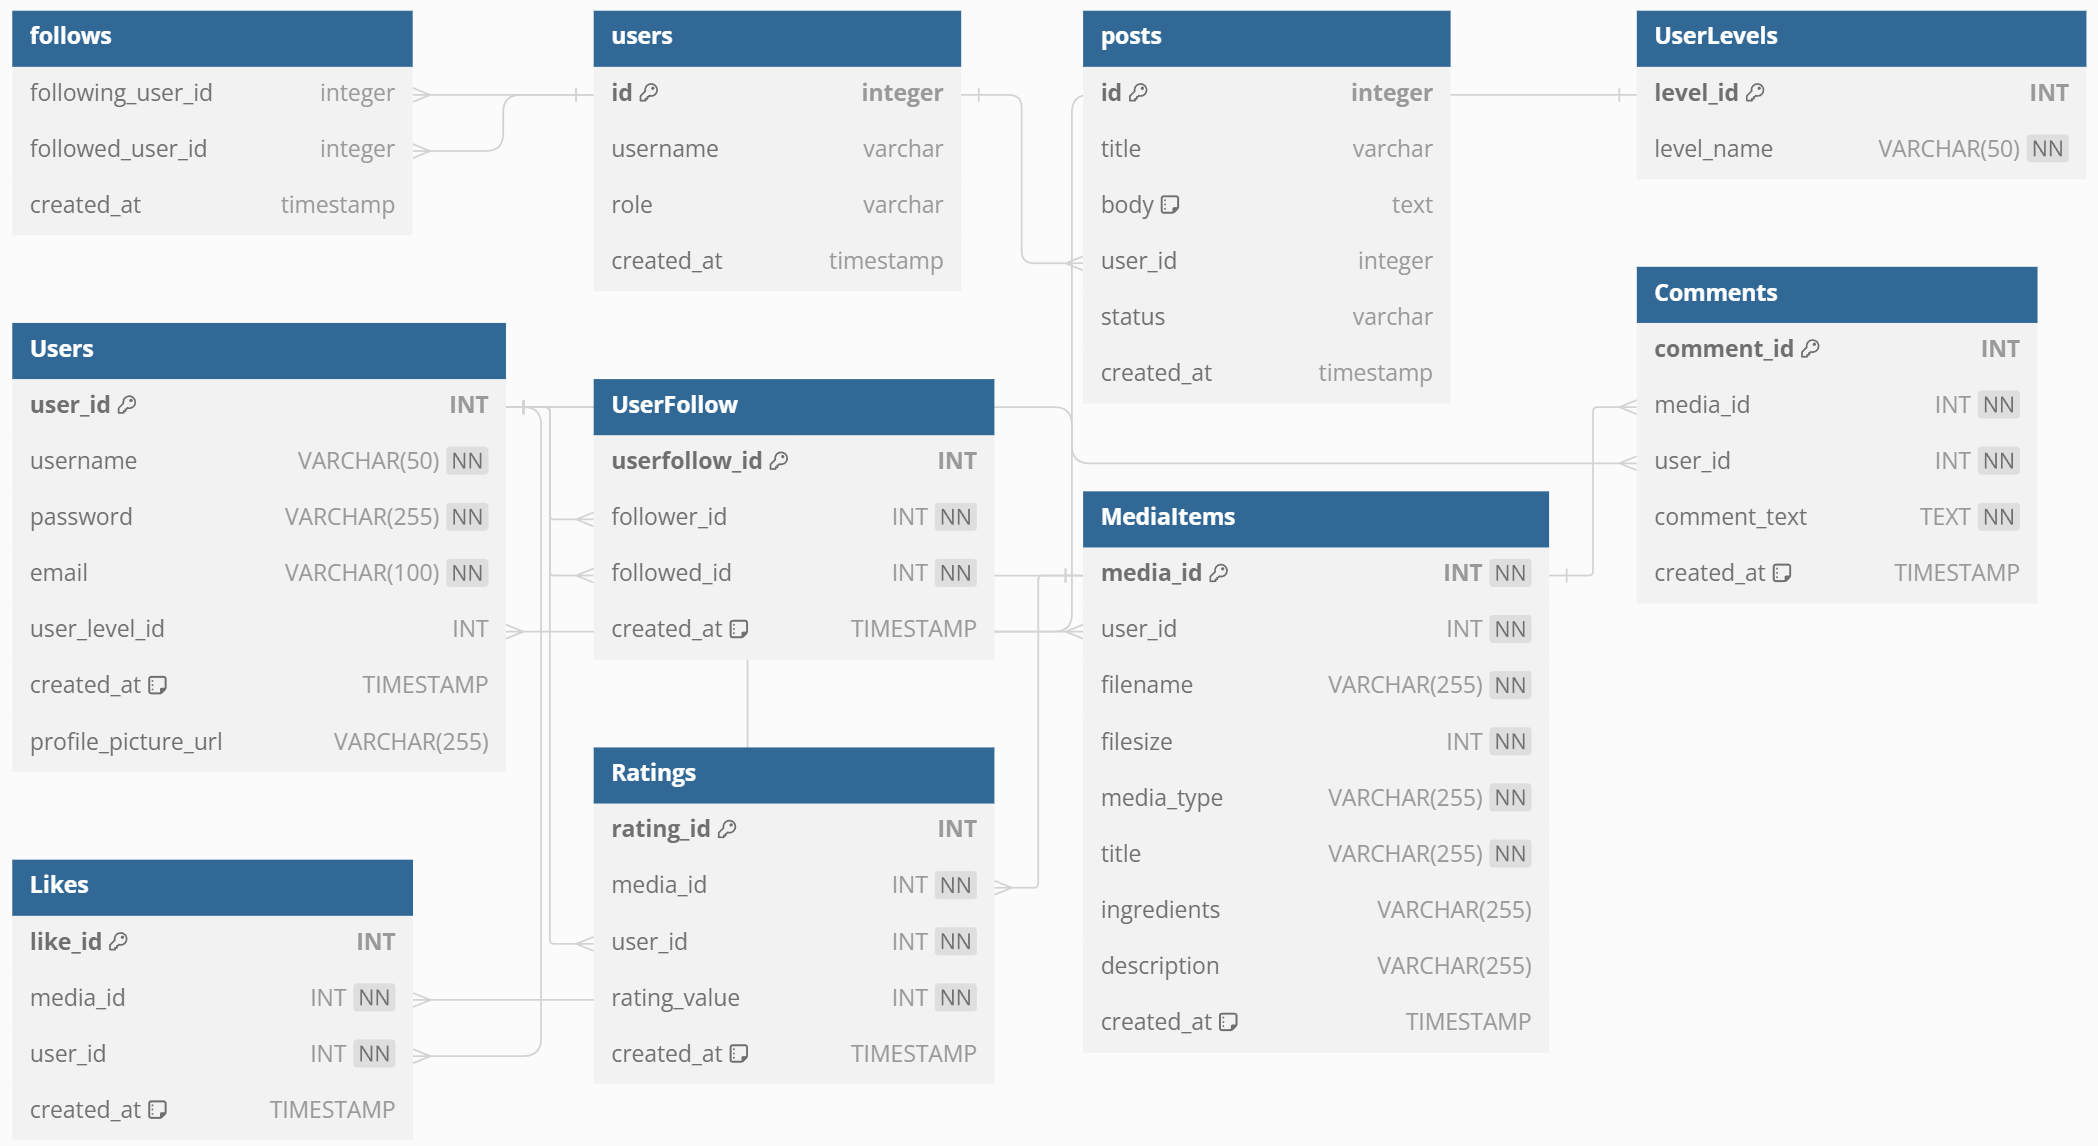 follows
following_user_id integer
followed_user_id integer
created_at timestamp
users
id integer
username varchar
role varchar
created_at timestamp
posts
id integer
title varchar
body text
user_id integer
status varchar
created_at timestamp
UserLevels
level_id INT
level_name VARCHAR(50) NN
Comments
comment_id INT
media_id INT NN
user_id INT NN
comment_text TEXT NN
created_at TIMESTAMP
Users
user_id INT
username VARCHAR(50) NN
password VARCHAR(255) NN
email VARCHAR(100) NN
user_level_id INT
created_at TIMESTAMP
profile_picture_url VARCHAR(255)
UserFollow
userfollow_id INT
follower_id INT NN
followed_id INT NN
created_at TIMESTAMP
MediaItems
media_id INT NN
user_id INT NN
filename VARCHAR(255) NN
filesize INT NN
media_type VARCHAR(255) NN
title VARCHAR(255) NN
ingredients VARCHAR(255)
description VARCHAR(255)
created_at TIMESTAMP
Ratings
rating_id INT
media_id INT NN
user_id INT NN
rating_value INT NN
created_at TIMESTAMP
Likes
like_id INT
media_id INT NN
user_id INT NN
created_at TIMESTAMP